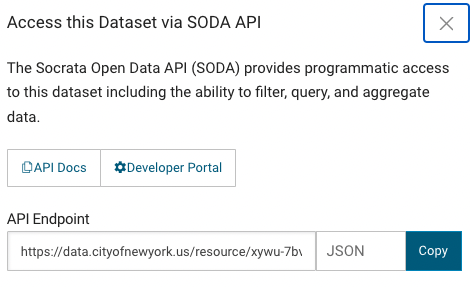 Access this Dataset via SODA API
The Socrata Open Data API (SODA) provides programmatic access
to this dataset including the ability to filter, query, and aggregate
data.
API Docs
Developer Portal
API Endpoint
https://data.cityofnewyork.us/resource/xywu-7bv
JSON
Copy